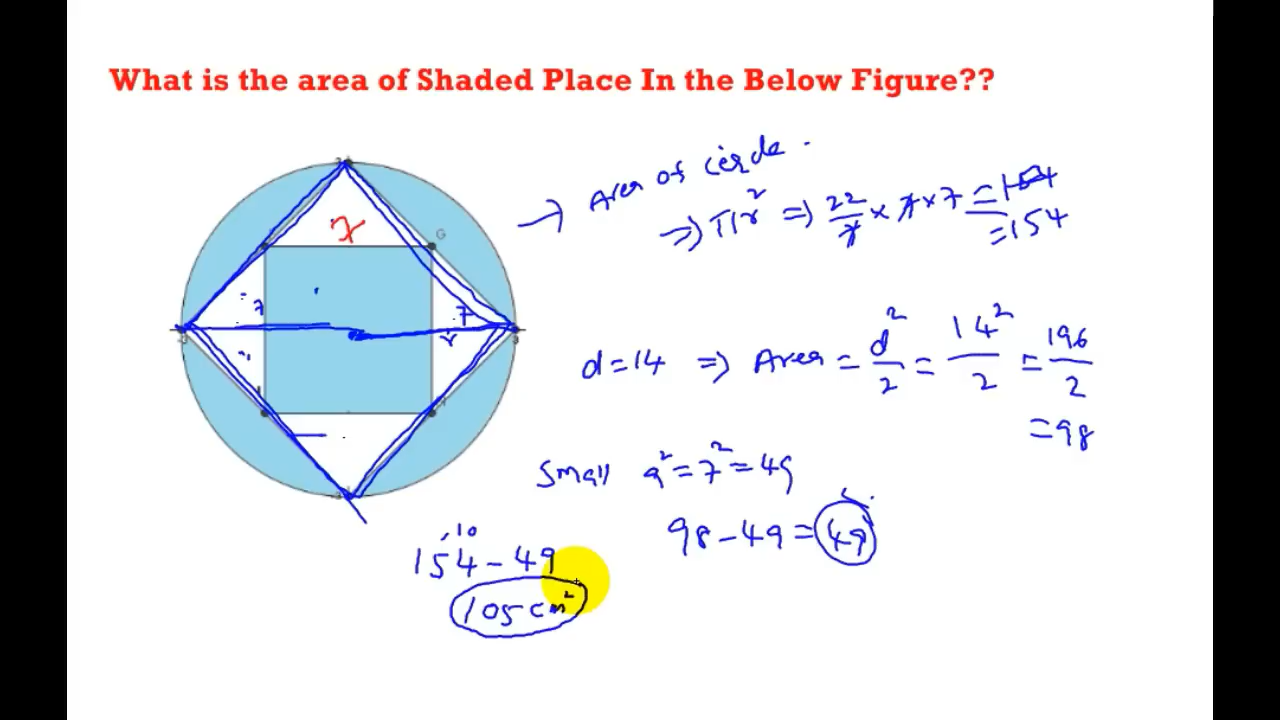 What is the area of Shaded Place In the Below Figure??
→ Area of circle.
⇒ πr² ⇒ 22/7 × 7 × 7 = 154
= 154
7
G
7
7
r
d = 14 ⇒ Area = d²/2 = 14²/2 = 196/2
= 98
Small a² = 7² = 49
98 - 49 = 49
10
154 - 49
105 cm²